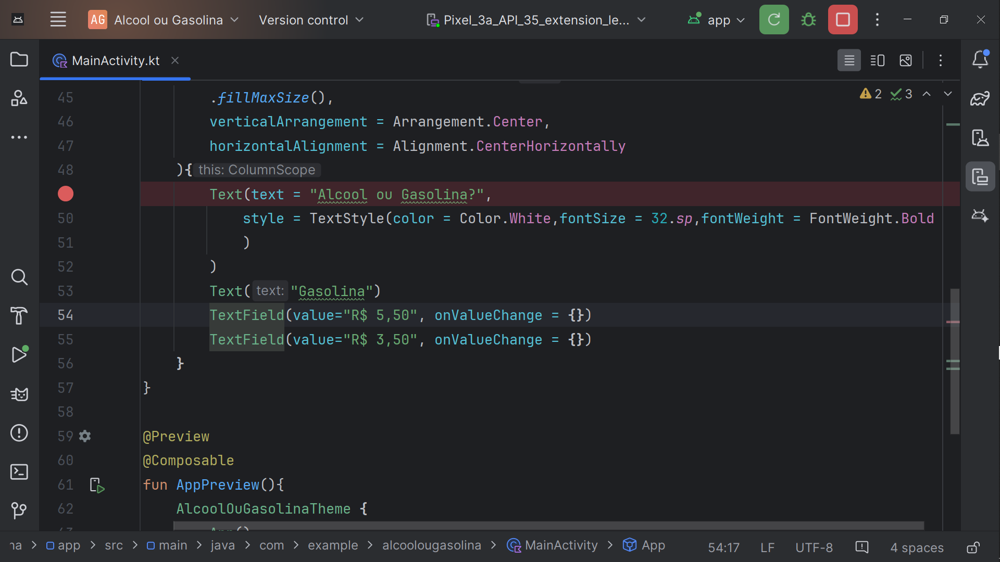 AG Alcool ou Gasolina Version control Pixel_3a_API_35_extension_le... app
MainActivity.kt
2 3
45 .fillMaxSize(),
46 verticalArrangement = Arrangement.Center,
47 horizontalAlignment = Alignment.CenterHorizontally
48 ){ this: ColumnScope
Text(text = "Alcool ou Gasolina?",
50 style = TextStyle(color = Color.White,fontSize = 32.sp,fontWeight = FontWeight.Bold
51 )
52 )
53 Text( text: "Gasolina")
54 TextField(value="R$ 5,50", onValueChange = {})
55 TextField(value="R$ 3,50", onValueChange = {})
56 }
57 }
58
59 @Preview
60 @Composable
61 fun AppPreview(){
62 AlcoolOuGasolinaTheme {
na > app > src > main > java > com > example > alcoolougasolina > MainActivity > App 54:17 LF UTF-8 4 spaces